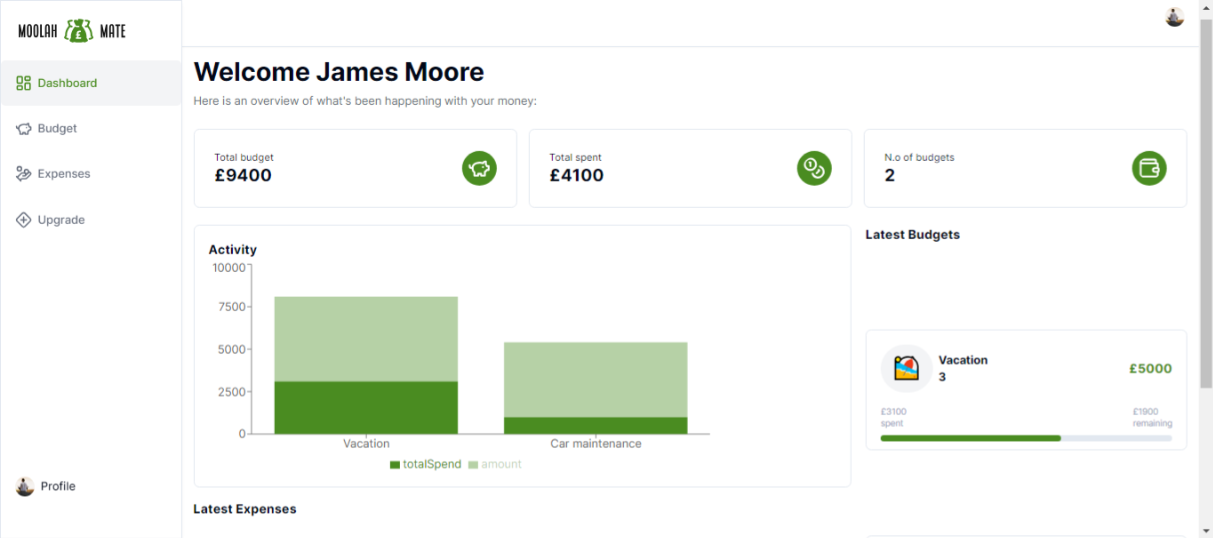 MOOLAH £ MATE
Dashboard
Budget
Expenses
Upgrade
Profile
Welcome James Moore
Here is an overview of what's been happening with your money:
Total budget
£9400
Total spent
£4100
N.o of budgets
2
Activity
10000
7500
5000
2500
0
Vacation Car maintenance
totalSpend amount
Latest Budgets
Vacation
3
£5000
£3100 £1900
spent remaining
Latest Expenses